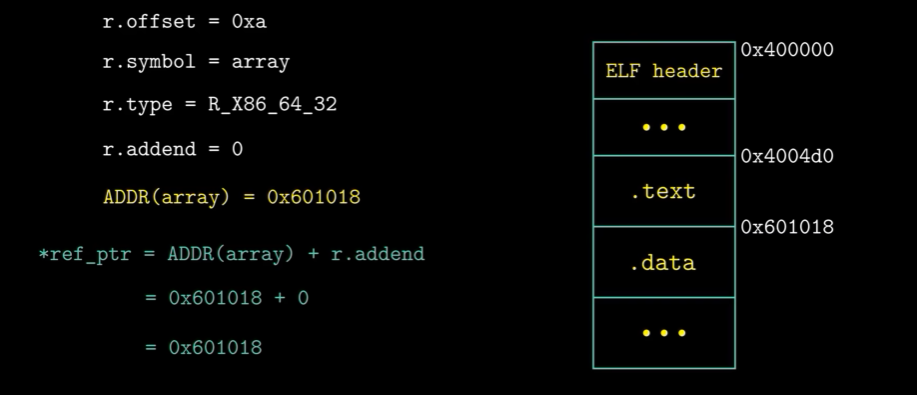 r.offset = 0xa
r.symbol = array
r.type = R_X86_64_32
r.addend = 0
ADDR(array) = 0x601018
*ref_ptr = ADDR(array) + r.addend
= 0x601018 + 0
= 0x601018
0x400000
ELF header
•••
0x4004d0
.text
0x601018
.data
•••